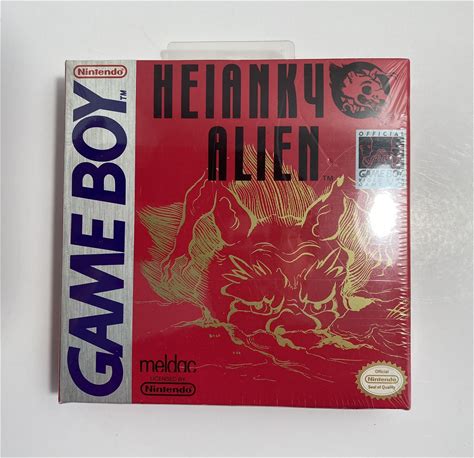 Nintendo
HEIANKYO
ALIEN
TM
GAME BOY
TM
OFFICIAL
GAME BOY
meldac
LICENSED BY
Nintendo
Official
Nintendo
Seal of Quality